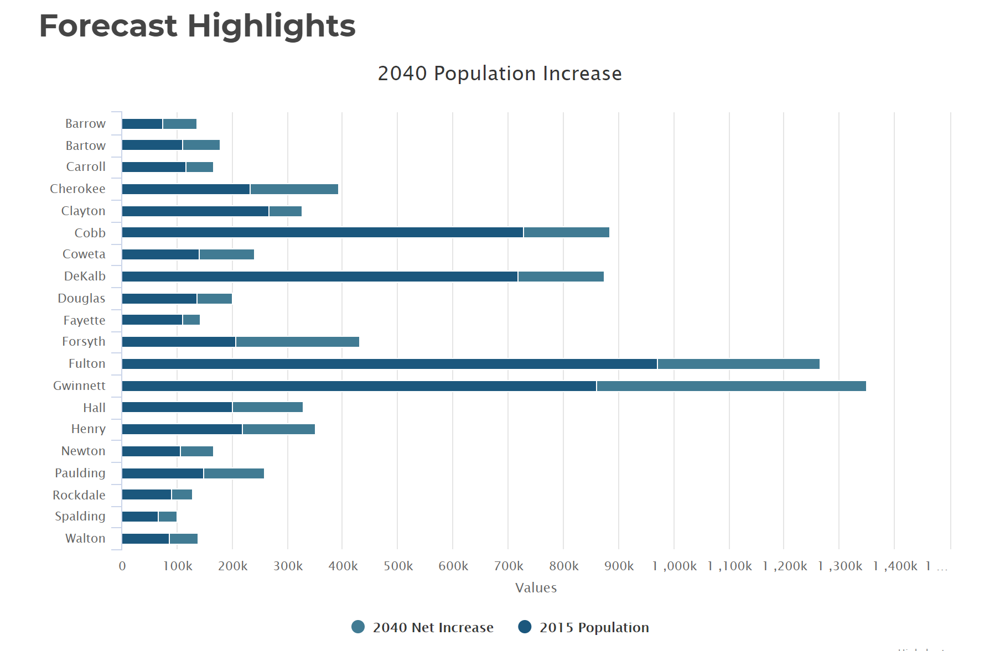 Forecast Highlights
2040 Population Increase
Barrow
Bartow
Carroll
Cherokee
Clayton
Cobb
Coweta
DeKalb
Douglas
Fayette
Forsyth
Fulton
Gwinnett
Hall
Henry
Newton
Paulding
Rockdale
Spalding
Walton
0 100k 200k 300k 400k 500k 600k 700k 800k 900k 1 ,000k 1 ,100k 1 ,200k 1 ,300k 1 ,400k 1 ...
Values
2040 Net Increase 2015 Population